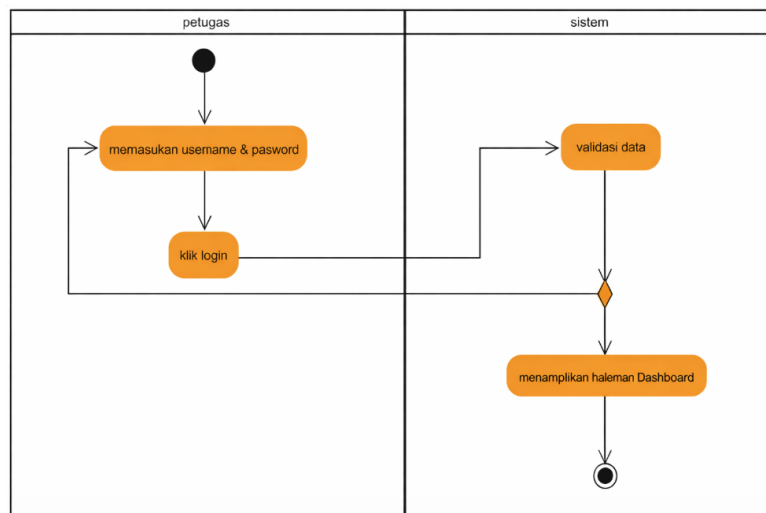 petugas
sistem
memasukan username & pasword
validasi data
klik login
menamplikan haleman Dashboard